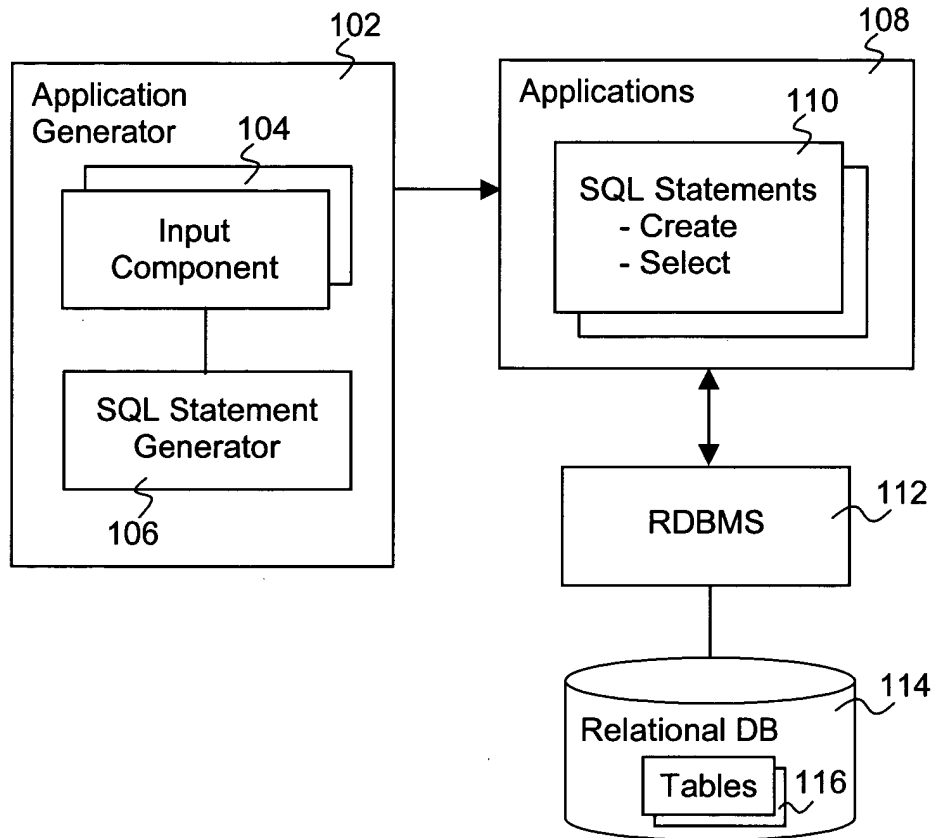 102
Application
Generator
104
Input
Component
SQL Statement
Generator
106
108
Applications
110
SQL Statements
- Create
- Select
RDBMS
112
114
Relational DB
Tables
116